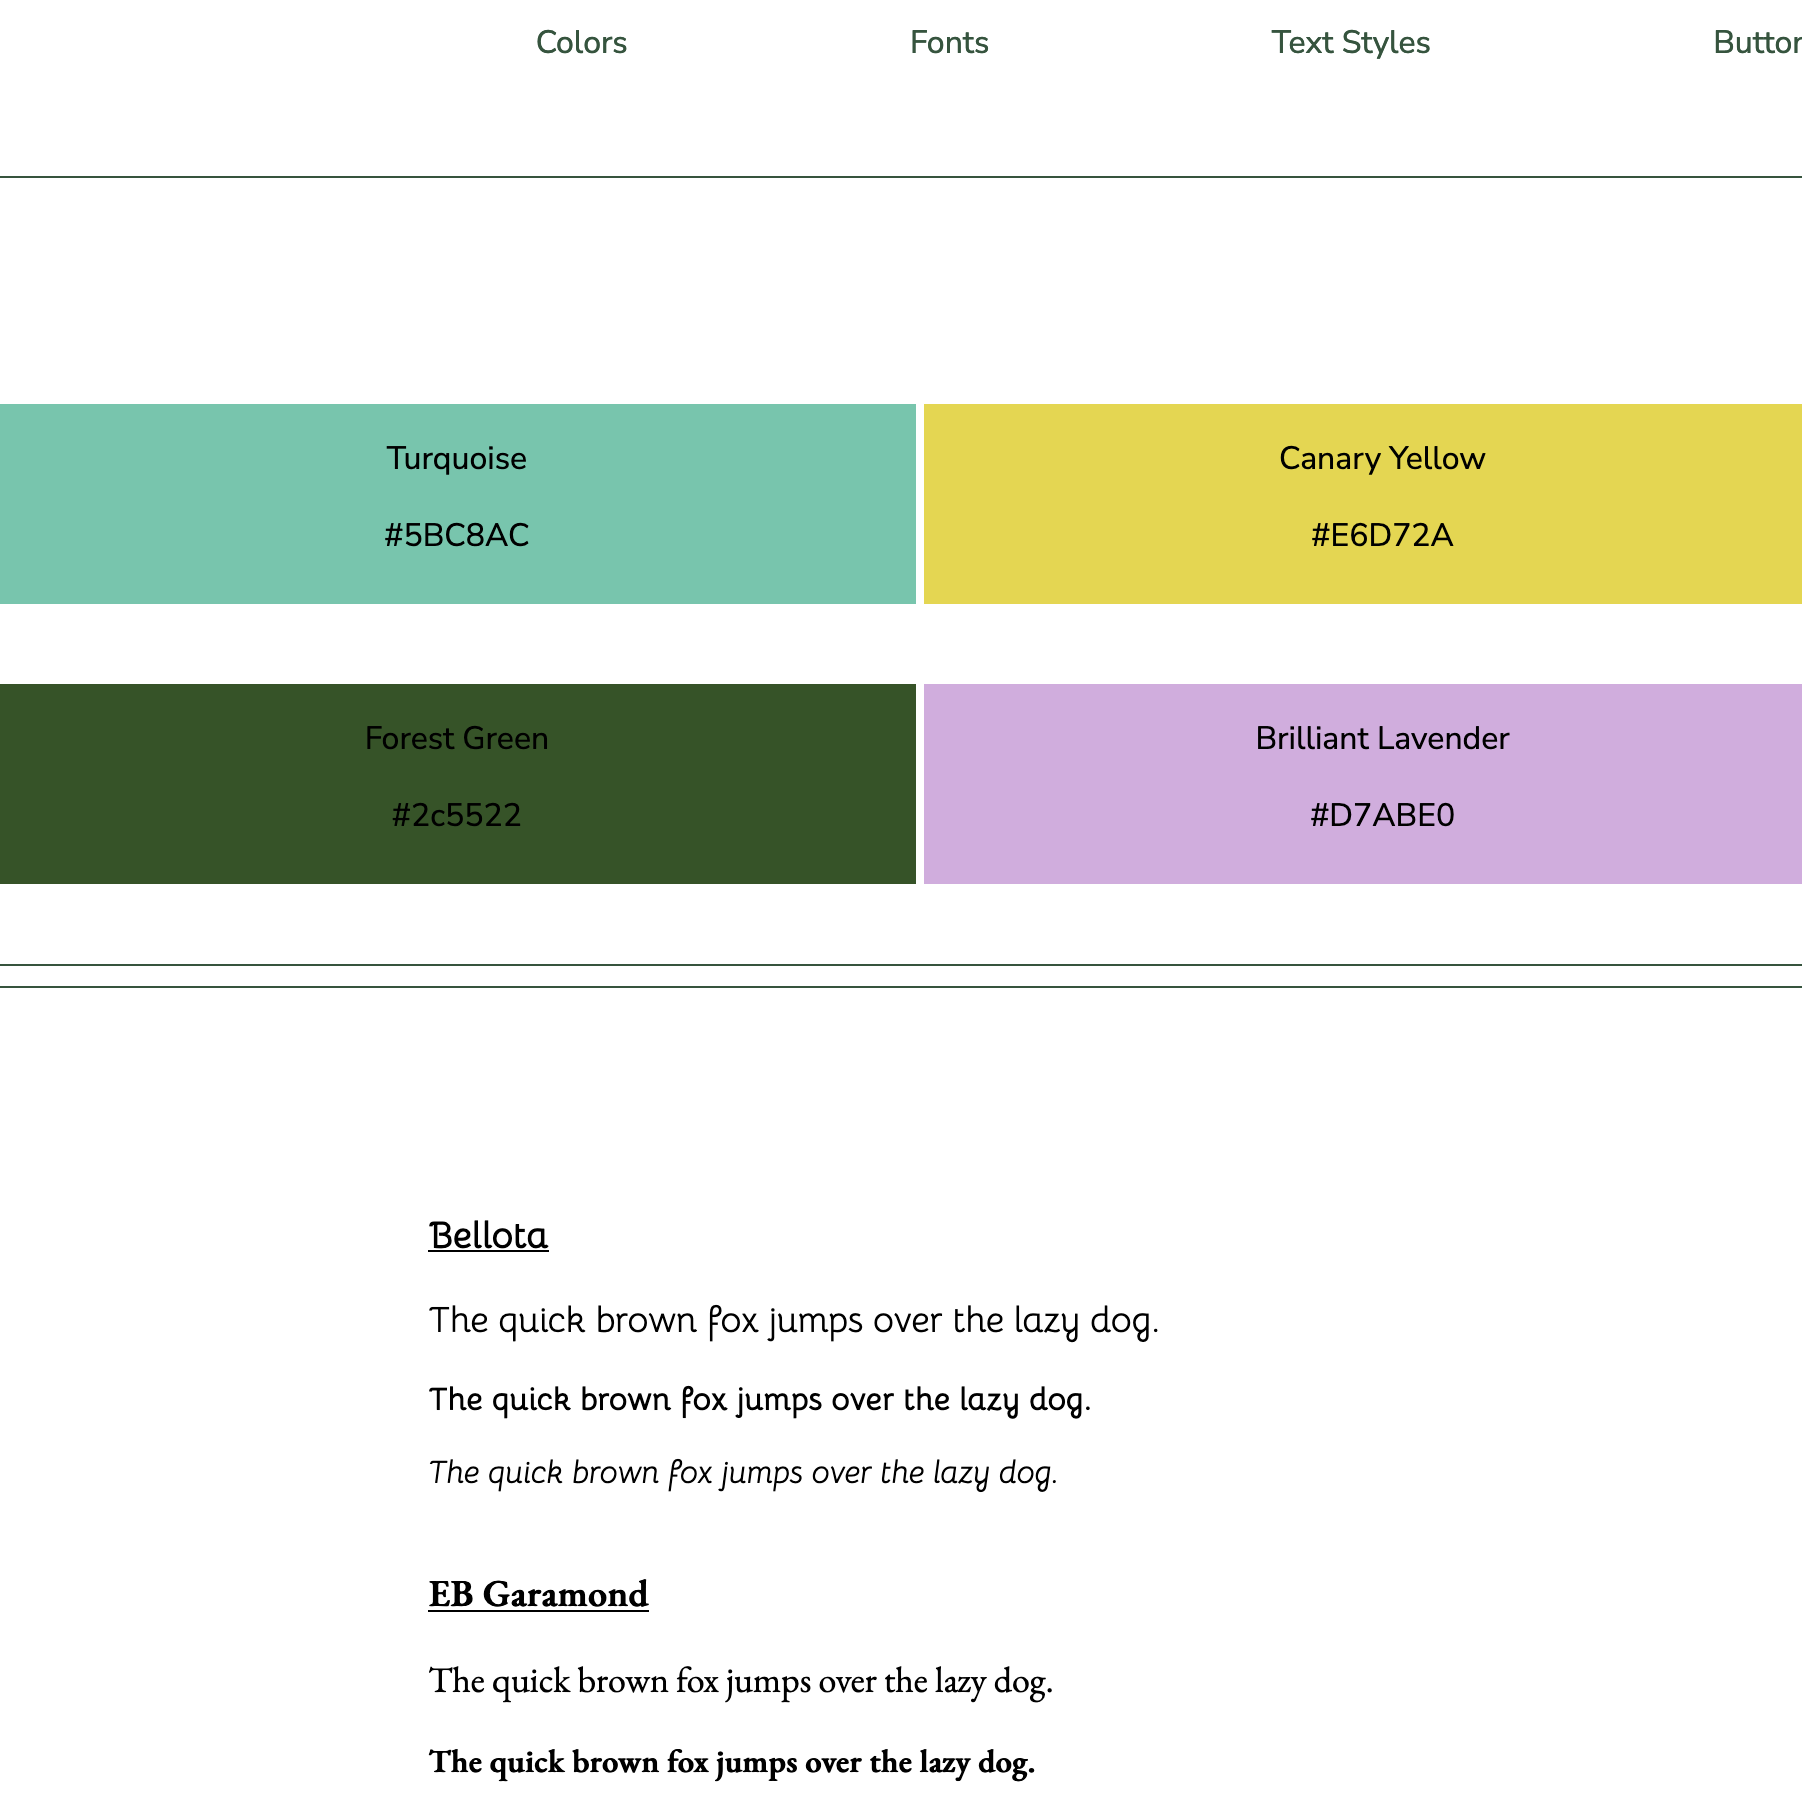 Colors Fonts Text Styles
Turquoise Canary Yellow
#5BC8AC #E6D72A
Forest Green Brilliant Lavender
#2c5522 #D7ABE0
Bellota
The quick brown fox jumps over the lazy dog.
The quick brown fox jumps over the lazy dog.
The quick brown fox jumps over the lazy dog.
EB Garamond
The quick brown fox jumps over the lazy dog.
The quick brown fox jumps over the lazy dog.